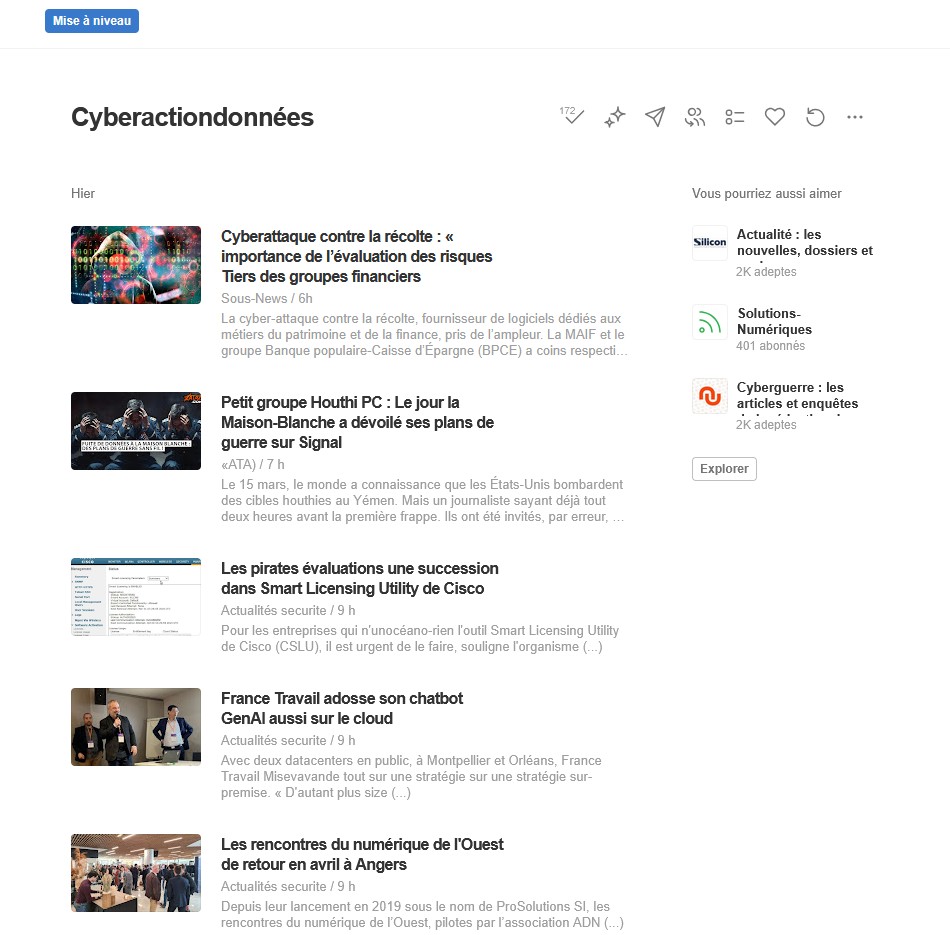 Mise à niveau
Cyberactiondonnées
172
Hier
Cyberattaque contre la récolte : «
importance de l’évaluation des risques
Tiers des groupes financiers
Sous-News / 6h
La cyber-attaque contre la récolte, fournisseur de logiciels dédiés aux
métiers du patrimoine et de la finance, pris de l’ampleur. La MAIF et le
groupe Banque populaire-Caisse d’Épargne (BPCE) a coins respecti…
FUITE DE DONNÉES À LA MAISON BLANCHE :
DES PLANS DE GUERRE SANS FIL !
Petit groupe Houthi PC : Le jour la
Maison-Blanche a dévoilé ses plans de
guerre sur Signal
«ATA) / 7 h
Le 15 mars, le monde a connaissance que les États-Unis bombardent
des cibles houthies au Yémen. Mais un journaliste sayant déjà tout
deux heures avant la première frappe. Ils ont été invités, par erreur, …
Les pirates évaluations une succession
dans Smart Licensing Utility de Cisco
Actualités securite / 9 h
Pour les entreprises qui n’unocéano-rien l’outil Smart Licensing Utility
de Cisco (CSLU), il est urgent de le faire, souligne l’organisme (...)
France Travail adosse son chatbot
GenAI aussi sur le cloud
Actualités securite / 9 h
Avec deux datacenters en public, à Montpellier et Orléans, France
Travail Misevavande tout sur une stratégie sur une stratégie sur-
premise. « D’autant plus size (...)
Les rencontres du numérique de l'Ouest
de retour en avril à Angers
Actualités securite / 9 h
Depuis leur lancement en 2019 sous le nom de ProSolutions SI, les
rencontres du numérique de l’Ouest, pilotes par l’association ADN (...)
Vous pourriez aussi aimer
Silicon
Actualité : les
nouvelles, dossiers et
2K adeptes
Solutions-
Numériques
401 abonnés
Cyberguerre : les
articles et enquêtes
2K adeptes
Explorer